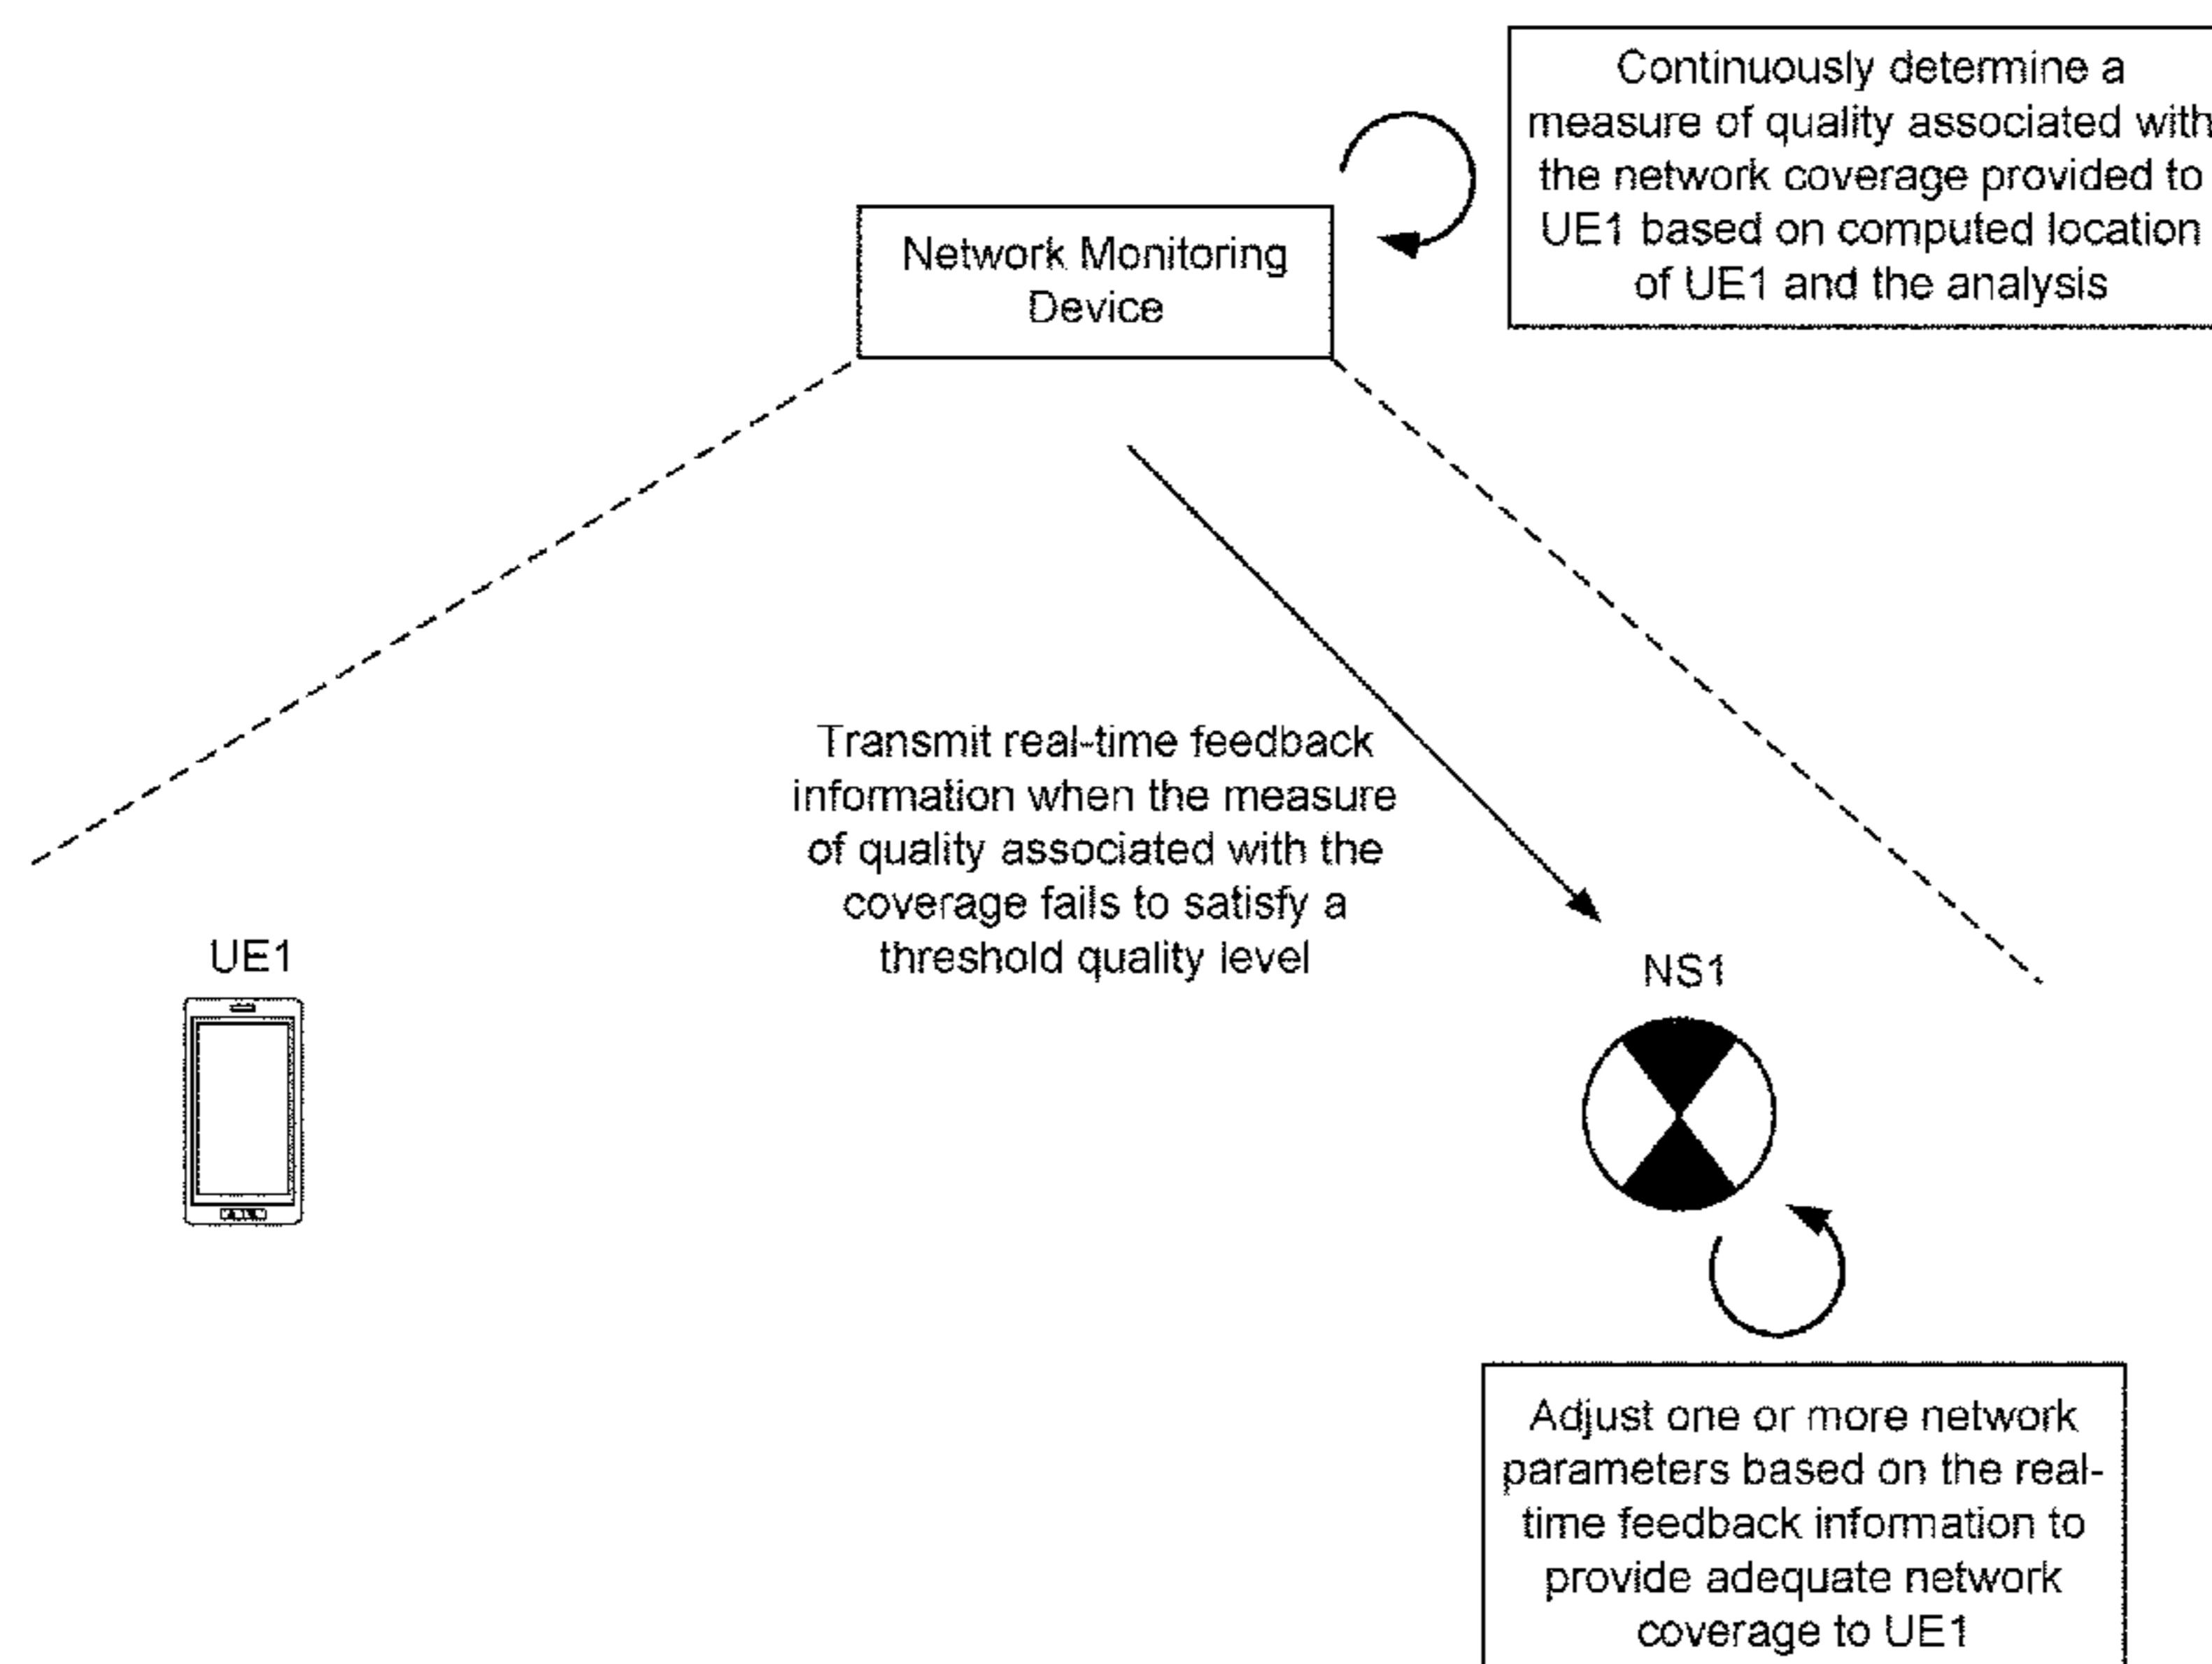 Continuously determine a
measure of quality associated with
the network coverage provided to
UE1 based on computed location
of UE1 and the analysis
Network Monitoring
Device
Transmit real-time feedback
information when the measure
of quality associated with the
coverage fails to satisfy a
threshold quality level
UE1
NS1
Adjust one or more network
parameters based on the real-
time feedback information to
provide adequate network
coverage to UE1